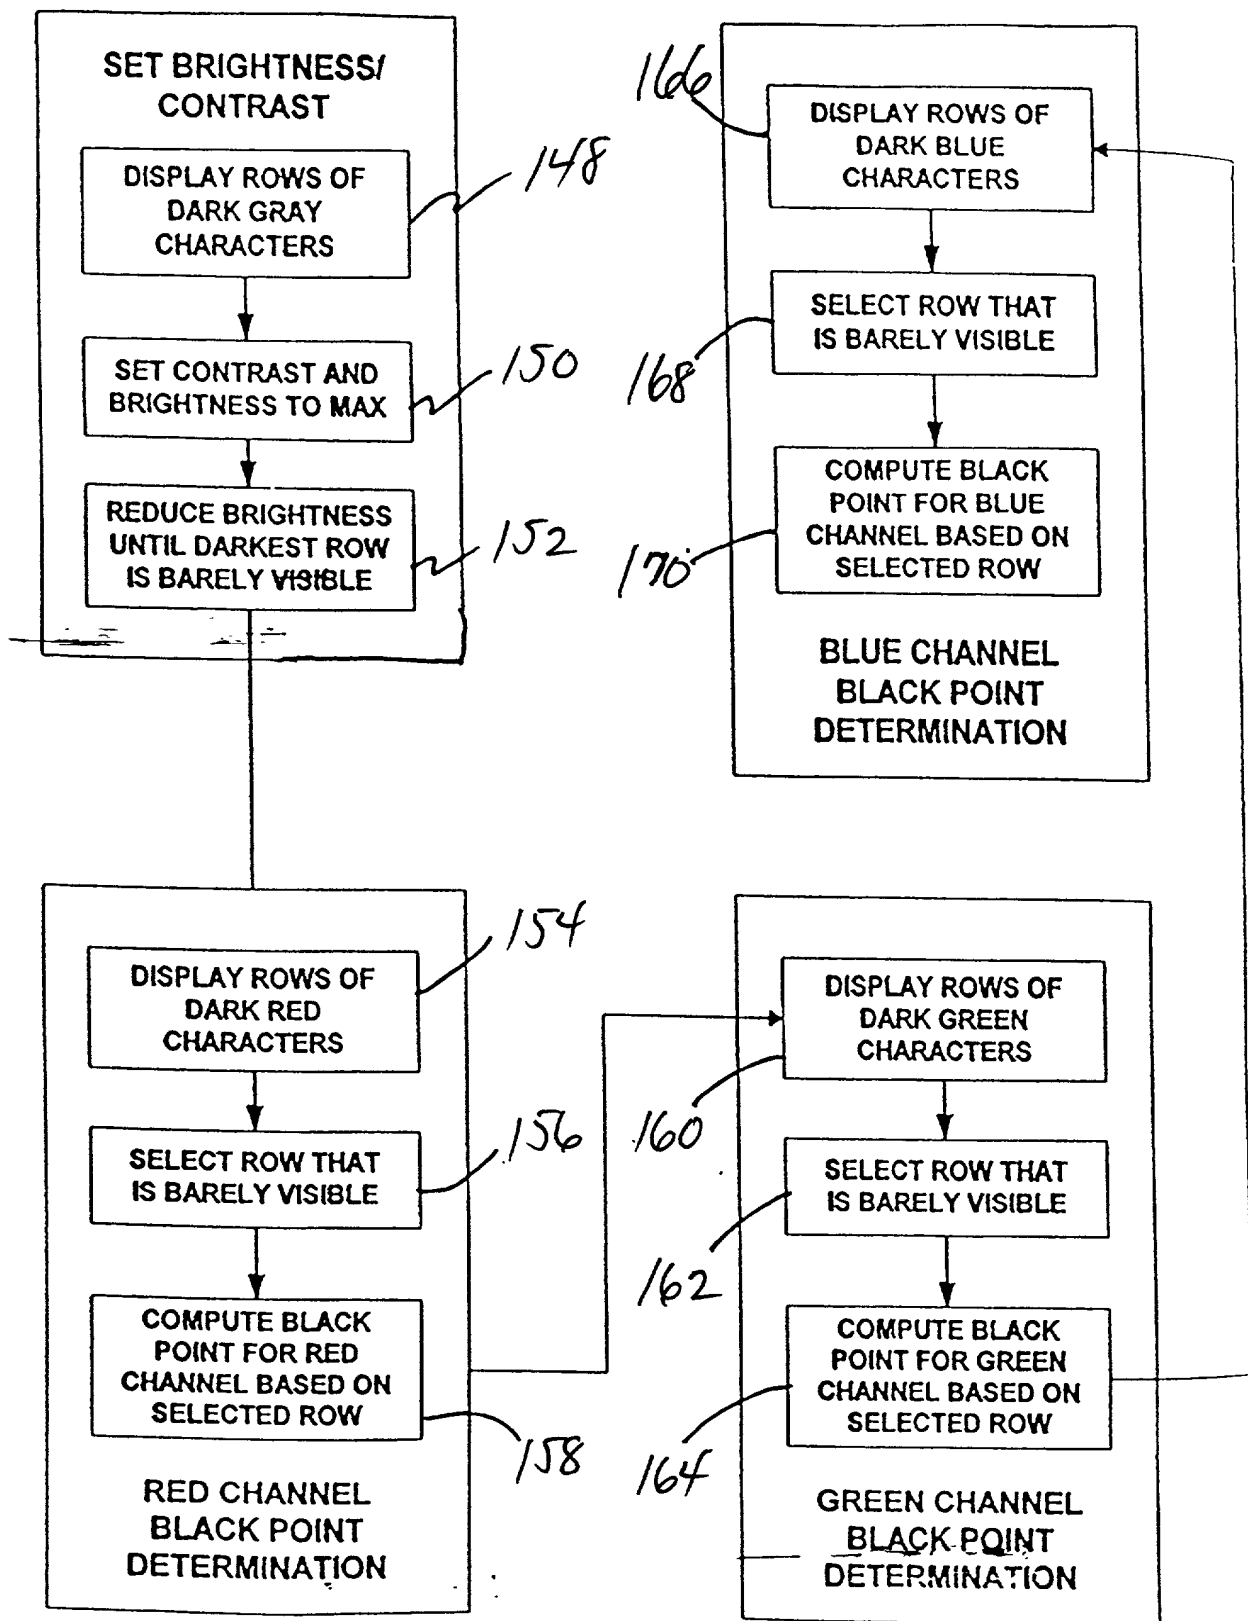 SET BRIGHTNESS/
CONTRAST
DISPLAY ROWS OF
DARK GRAY
CHARACTERS
148
SET CONTRAST AND
BRIGHTNESS TO MAX
150
REDUCE BRIGHTNESS
UNTIL DARKEST ROW
IS BARELY VISIBLE
152
DISPLAY ROWS OF
DARK RED
CHARACTERS
154
SELECT ROW THAT
IS BARELY VISIBLE
156
COMPUTE BLACK
POINT FOR RED
CHANNEL BASED ON
SELECTED ROW
158
RED CHANNEL
BLACK POINT
DETERMINATION
DISPLAY ROWS OF
DARK GREEN
CHARACTERS
160
SELECT ROW THAT
IS BARELY VISIBLE
162
COMPUTE BLACK
POINT FOR GREEN
CHANNEL BASED ON
SELECTED ROW
164
GREEN CHANNEL
BLACK POINT
DETERMINATION
166
DISPLAY ROWS OF
DARK BLUE
CHARACTERS
SELECT ROW THAT
IS BARELY VISIBLE
168
COMPUTE BLACK
POINT FOR BLUE
CHANNEL BASED ON
SELECTED ROW
170
BLUE CHANNEL
BLACK POINT
DETERMINATION